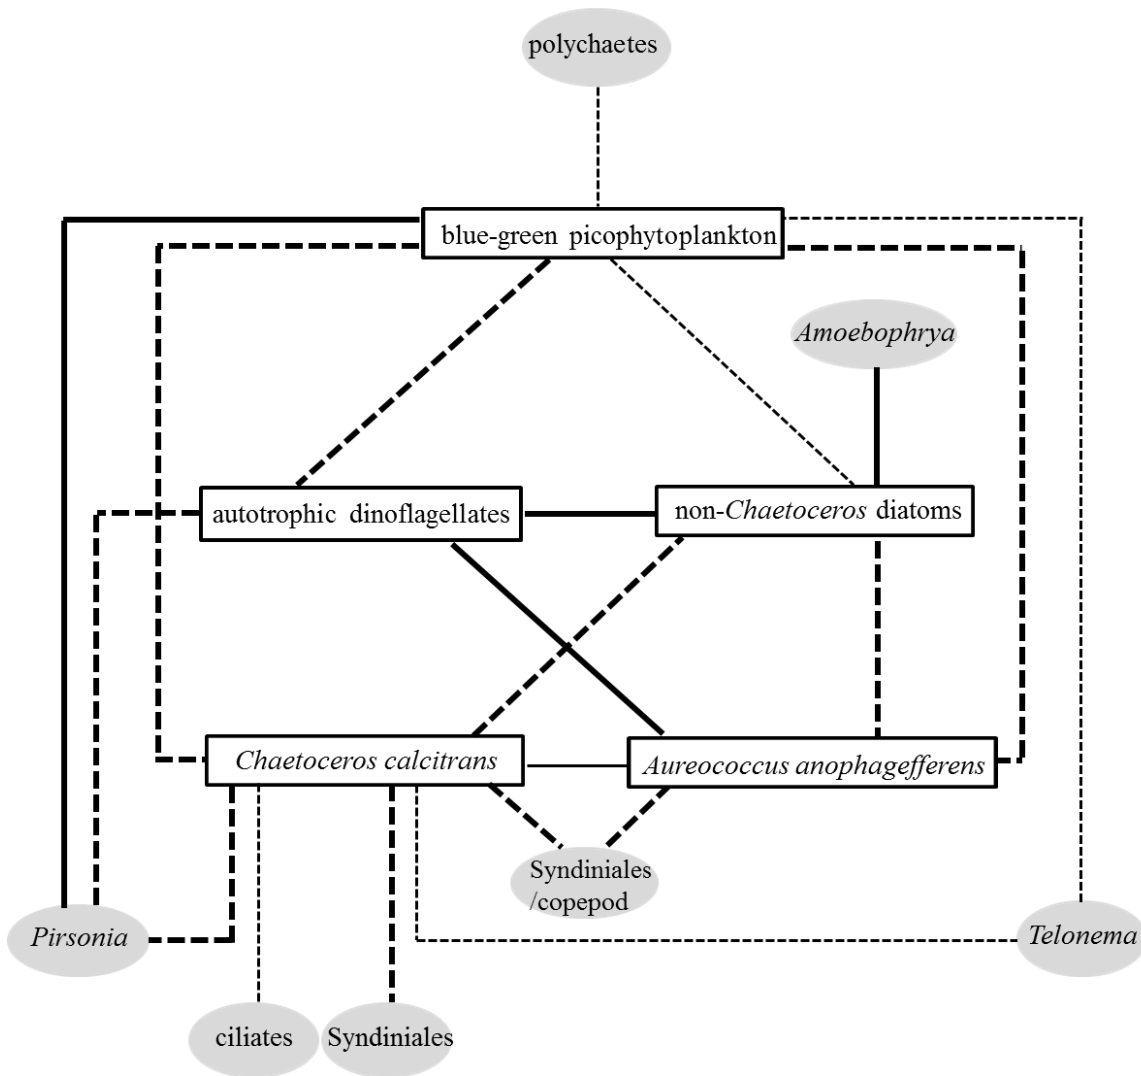 polychaetes
blue-green picophytoplankton
Amoebophrya
autotrophic dinoflagellates
non-Chaetoceros diatoms
Chaetoceros calcitrans
Aureococcus anophagefferens
Syndiniales
/copepod
Pirsonia
Telonema
ciliates
Syndiniales